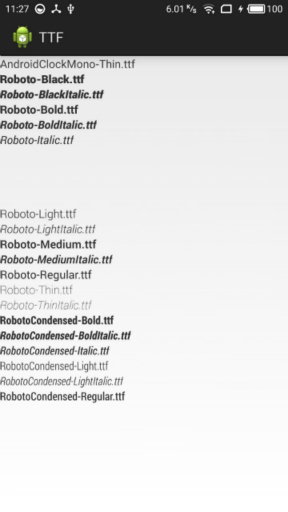 11:27 6.01 K/s 100
TTF
AndroidClockMono-Thin.ttf
Roboto-Black.ttf
Roboto-BlackItalic.ttf
Roboto-Bold.ttf
Roboto-BoldItalic.ttf
Roboto-Italic.ttf
Roboto-Light.ttf
Roboto-LightItalic.ttf
Roboto-Medium.ttf
Roboto-MediumItalic.ttf
Roboto-Regular.ttf
Roboto-Thin.ttf
Roboto-ThinItalic.ttf
RobotoCondensed-Bold.ttf
RobotoCondensed-BoldItalic.ttf
RobotoCondensed-Italic.ttf
RobotoCondensed-Light.ttf
RobotoCondensed-LightItalic.ttf
RobotoCondensed-Regular.ttf